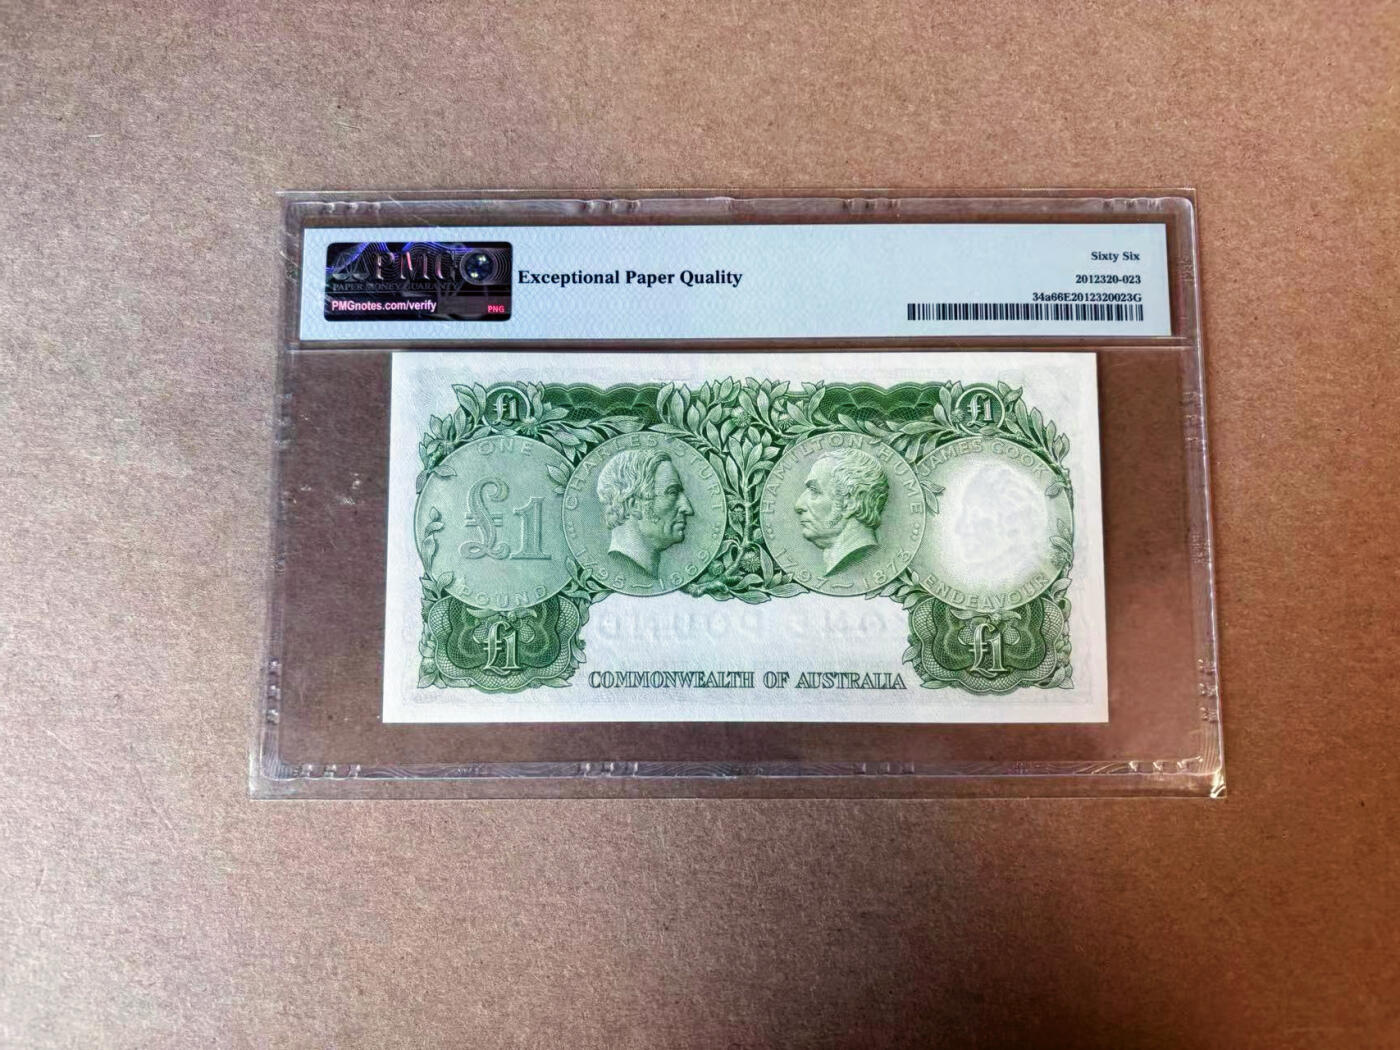 PMG
PAPER MONEY GUARANTY
PMGnotes.com/verify
PNG
Exceptional Paper Quality
Sixty Six
2012320-023
34a66E2012320023G
£1
£1
ONE
£1
POUND
CHARLES STURT
1795–1869
HAMILTON HUME
1797–1873
JAMES COOK
ENDEAVOUR
£1
£1
COMMONWEALTH OF AUSTRALIA